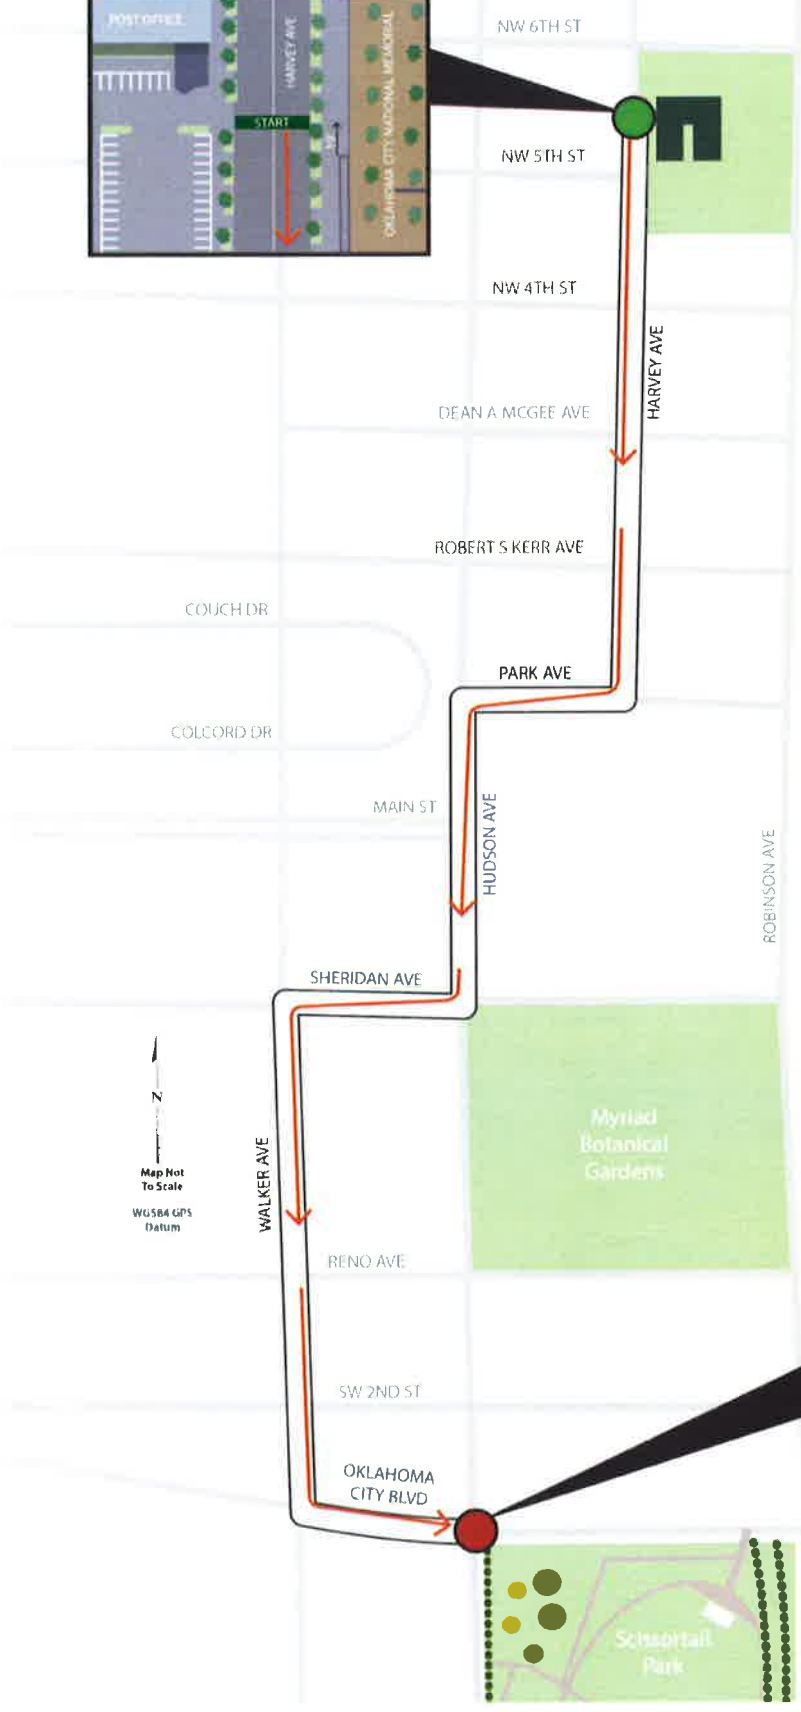 POST OFFICE
HARVEY AVE
OKLAHOMA CITY NATIONAL MEMORIAL
START
NW 6TH ST
NW 5TH ST
NW 4TH ST
HARVEY AVE
DEAN A MCGEE AVE
ROBERT S KERR AVE
COUCH DR
PARK AVE
COLCORD DR
MAIN ST
HUDSON AVE
ROBINSON AVE
SHERIDAN AVE
N
Map Not
To Scale
WGS84 GPS
Datum
WALKER AVE
Myriad
Botanical
Gardens
RENO AVE
SW 2ND ST
OKLAHOMA
CITY BLVD
Scissortail
Park